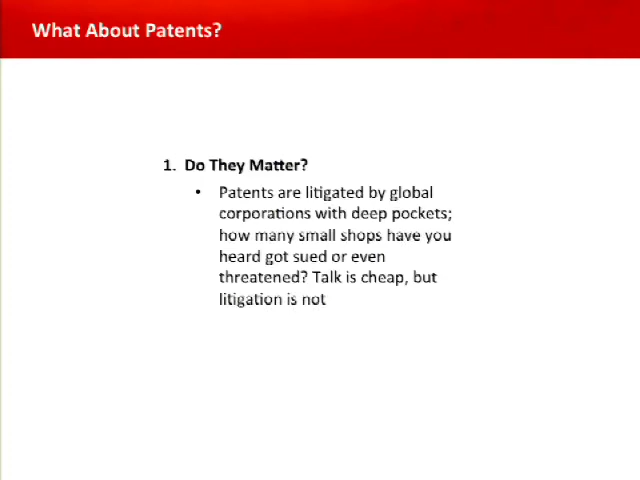 What About Patents?
1. Do They Matter?
• Patents are litigated by global
corporations with deep pockets;
how many small shops have you
heard got sued or even
threatened? Talk is cheap, but
litigation is not